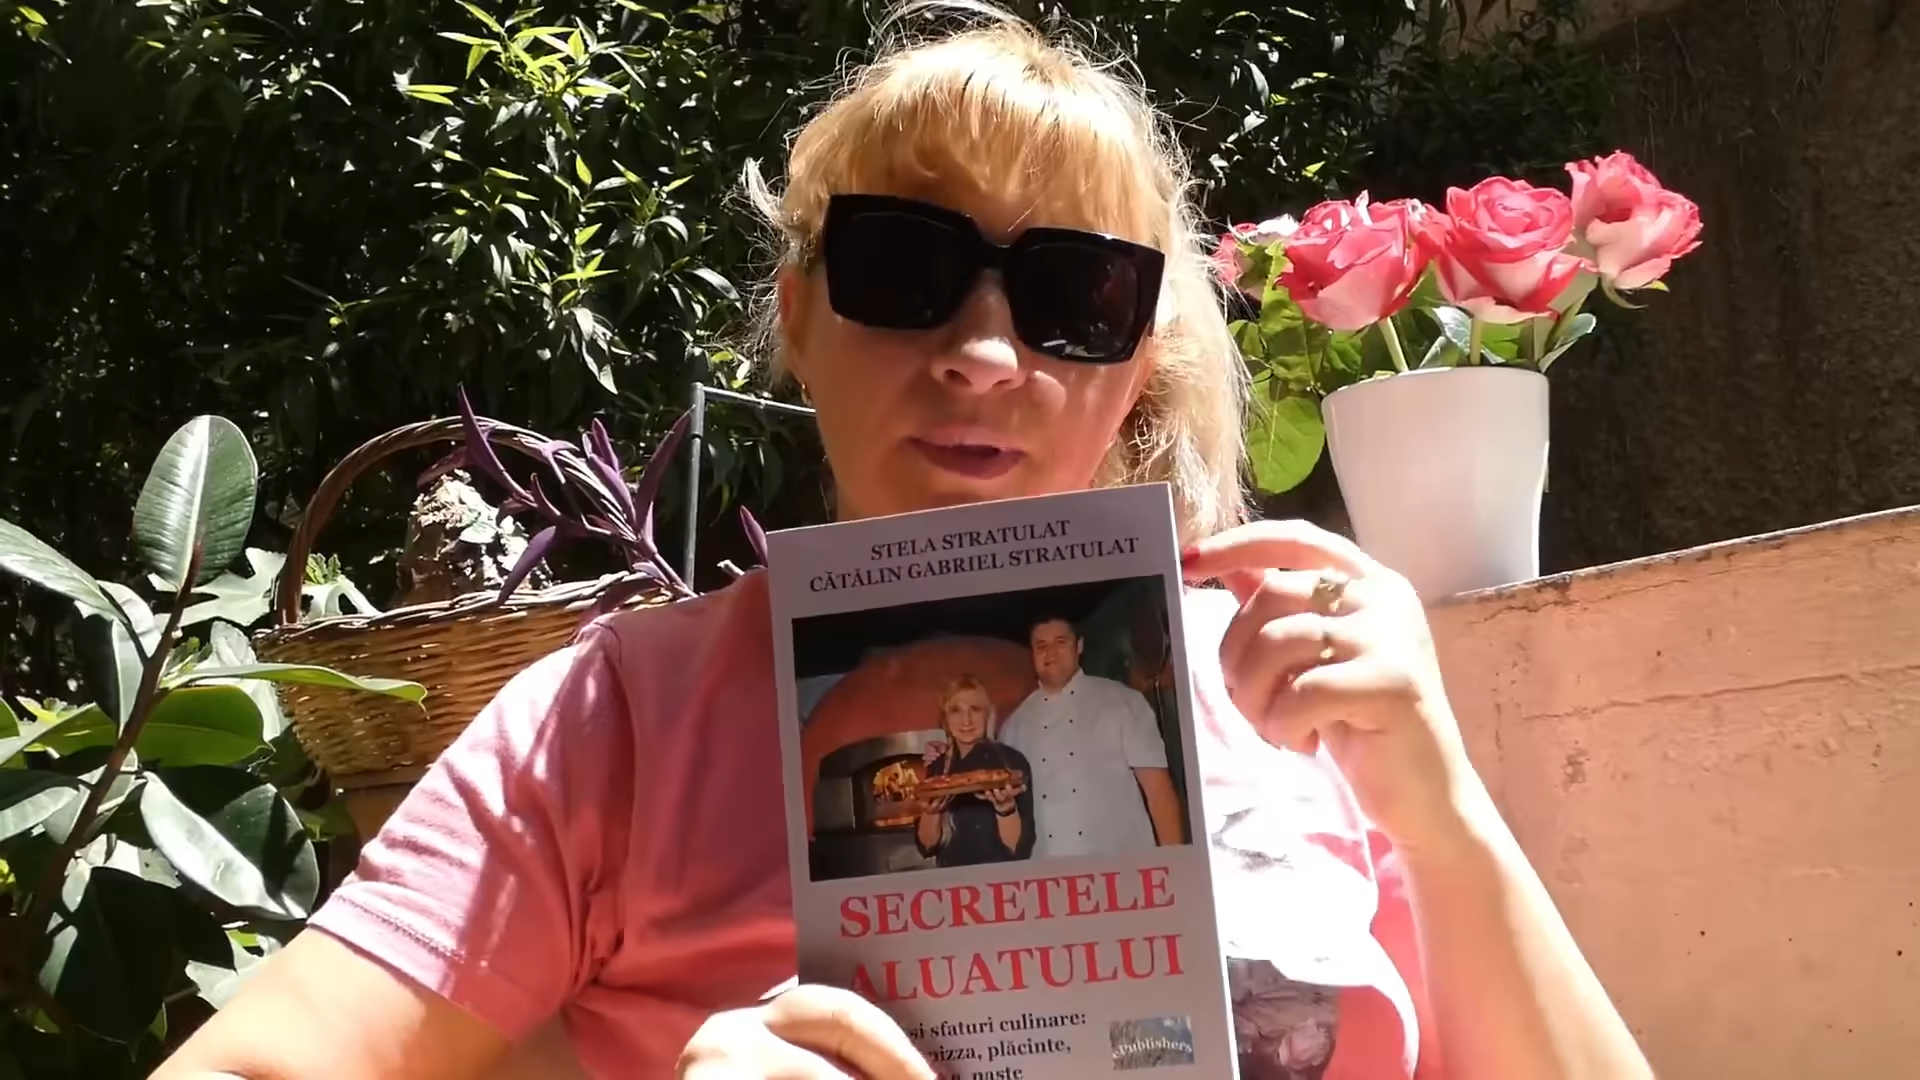 STELA STRATULAT
CĂTĂLIN GABRIEL STRATULAT
SECRETELE
ALUATULUI
și sfaturi culinare:
pizza, plăcinte,
paste
ePublishers